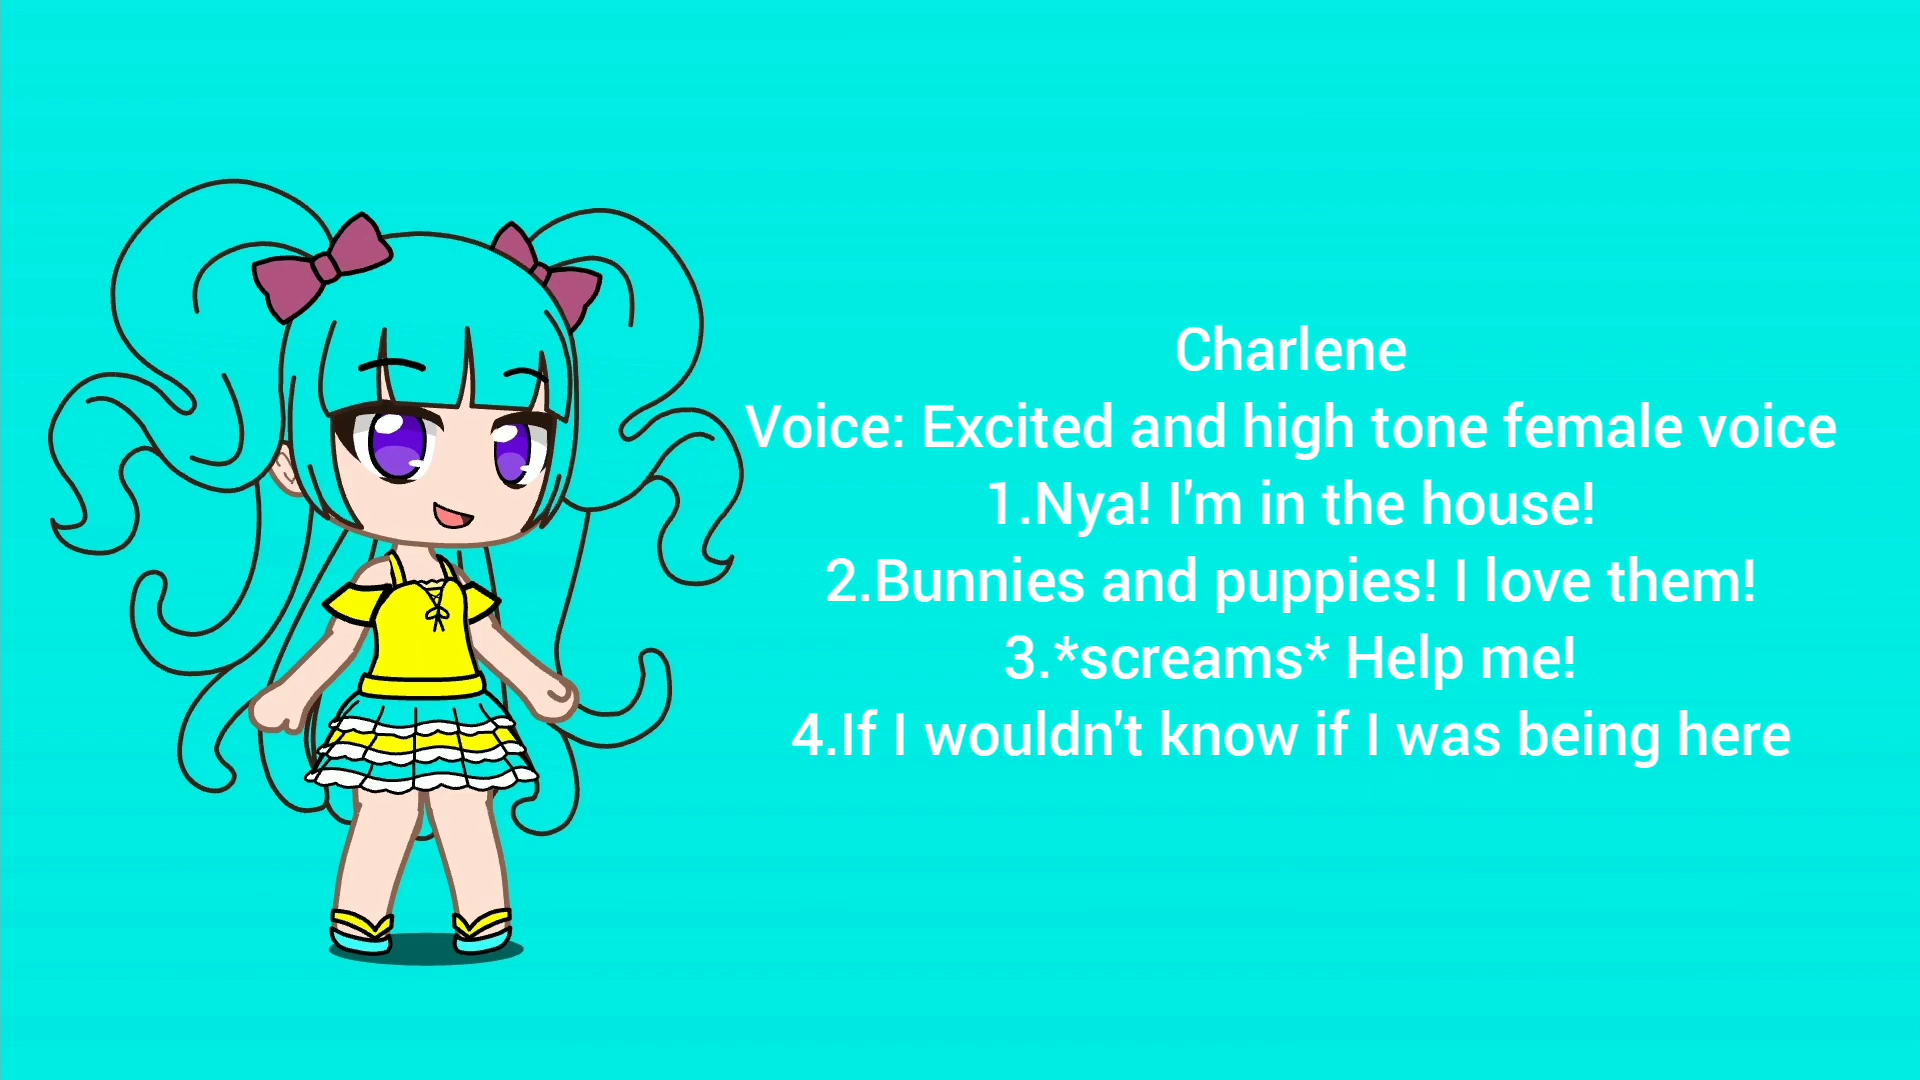 Charlene
Voice: Excited and high tone female voice
1.Nya! I'm in the house!
2.Bunnies and puppies! I love them!
3.*screams* Help me!
4.If I wouldn't know if I was being here